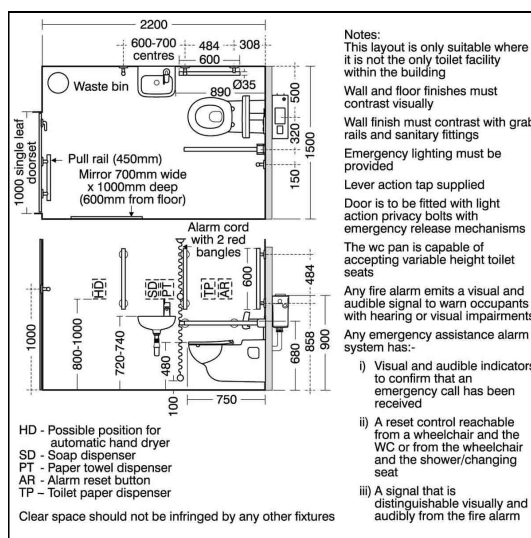 2200
600-700
centres
484
308
600
Waste bin
Ø35
890
500
320
1500
150
1000 single leaf
doorset
Pull rail (450mm)
Mirror 700mm wide
x 1000mm deep
(600mm from floor)
Alarm cord
with 2 red
bangles
HD
SD
PT
TP
AR
600
484
1000
800-1000
720-740
480
100
750
680
858
900
HD - Possible position for
automatic hand dryer
SD - Soap dispenser
PT - Paper towel dispenser
AR - Alarm reset button
TP – Toilet paper dispenser
Clear space should not be infringed by any other fixtures
Notes:
This layout is only suitable where
it is not the only toilet facility
within the building
Wall and floor finishes must
contrast visually
Wall finish must contrast with grab
rails and sanitary fittings
Emergency lighting must be
provided
Lever action tap supplied
Door is to be fitted with light
action privacy bolts with
emergency release mechanisms
The wc pan is capable of
accepting variable height toilet
seats
Any fire alarm emits a visual and
audible signal to warn occupants
with hearing or visual impairments
Any emergency assistance alarm
system has:-
i) Visual and audible indicators
to confirm that an
emergency call has been
received
ii) A reset control reachable
from a wheelchair and the
WC or from the wheelchair
and the shower/changing
seat
iii) A signal that is
distinguishable visually and
audibly from the fire alarm